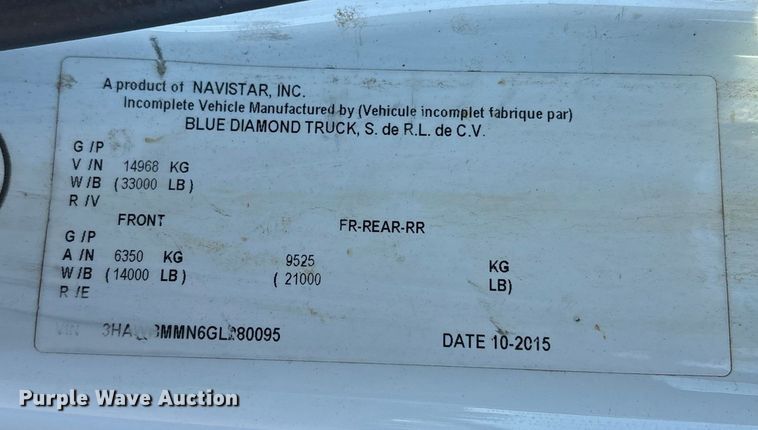 A product of NAVISTAR, INC.
Incomplete Vehicle Manufactured by (Vehicule incomplet fabrique par)
BLUE DIAMOND TRUCK, S. de R.L. de C.V.
G /P
V /N 14968 KG
W /B ( 33000 LB )
R /V
FRONT FR-REAR-RR
G /P
A /N 6350 KG 9525 KG
W /B ( 14000 LB ) ( 21000 LB)
R /E
VIN DATE 10-2015
Purple Wave Auction